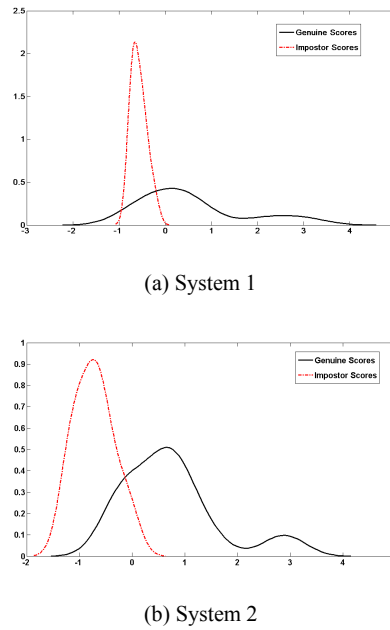 2.5
Genuine Scores
Impostor Scores
2
1.5
1
0.5
0
-3 -2 -1 0 1 2 3 4 5
(a) System 1
1
Genuine Scores
Impostor Scores
0.9
0.8
0.7
0.6
0.5
0.4
0.3
0.2
0.1
0
-2 -1 0 1 2 3 4
(b) System 2